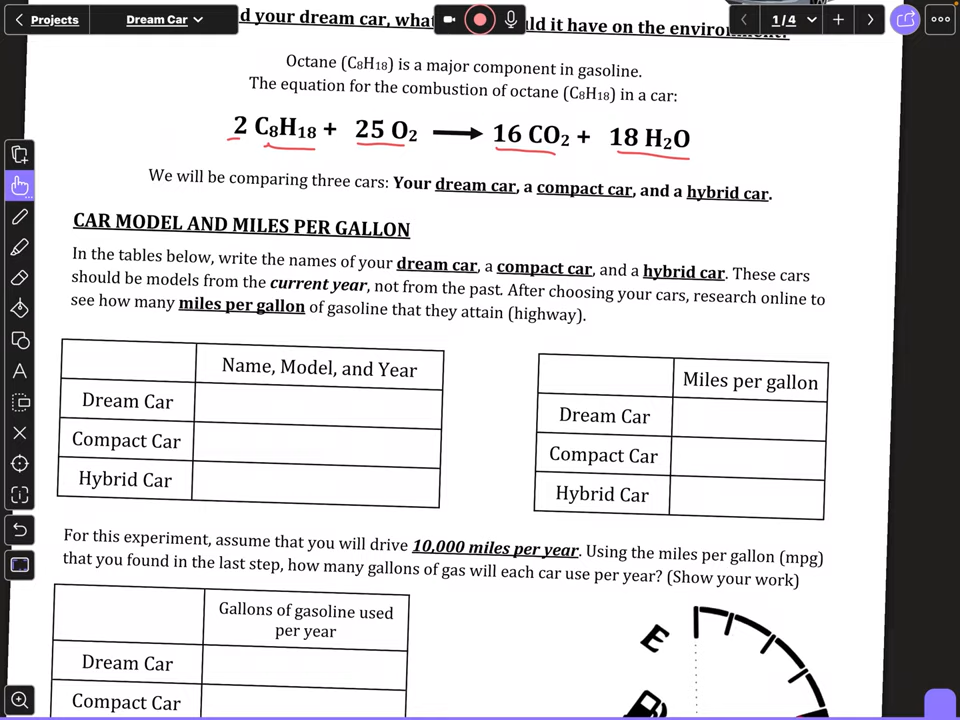 Projects
Dream Car
1/4
d your dream car, what
ld it have on the environment?
Octane (C₈H₁₈) is a major component in gasoline.
The equation for the combustion of octane (C₈H₁₈) in a car:
2 C₈H₁₈ + 25 O₂ → 16 CO₂ + 18 H₂O
We will be comparing three cars: Your dream car, a compact car, and a hybrid car.
CAR MODEL AND MILES PER GALLON
In the tables below, write the names of your dream car, a compact car, and a hybrid car. These cars
should be models from the current year, not from the past. After choosing your cars, research online to
see how many miles per gallon of gasoline that they attain (highway).
Name, Model, and Year
Dream Car
Compact Car
Hybrid Car
Miles per gallon
Dream Car
Compact Car
Hybrid Car
For this experiment, assume that you will drive 10,000 miles per year. Using the miles per gallon (mpg)
that you found in the last step, how many gallons of gas will each car use per year? (Show your work)
Gallons of gasoline used
per year
Dream Car
Compact Car
E